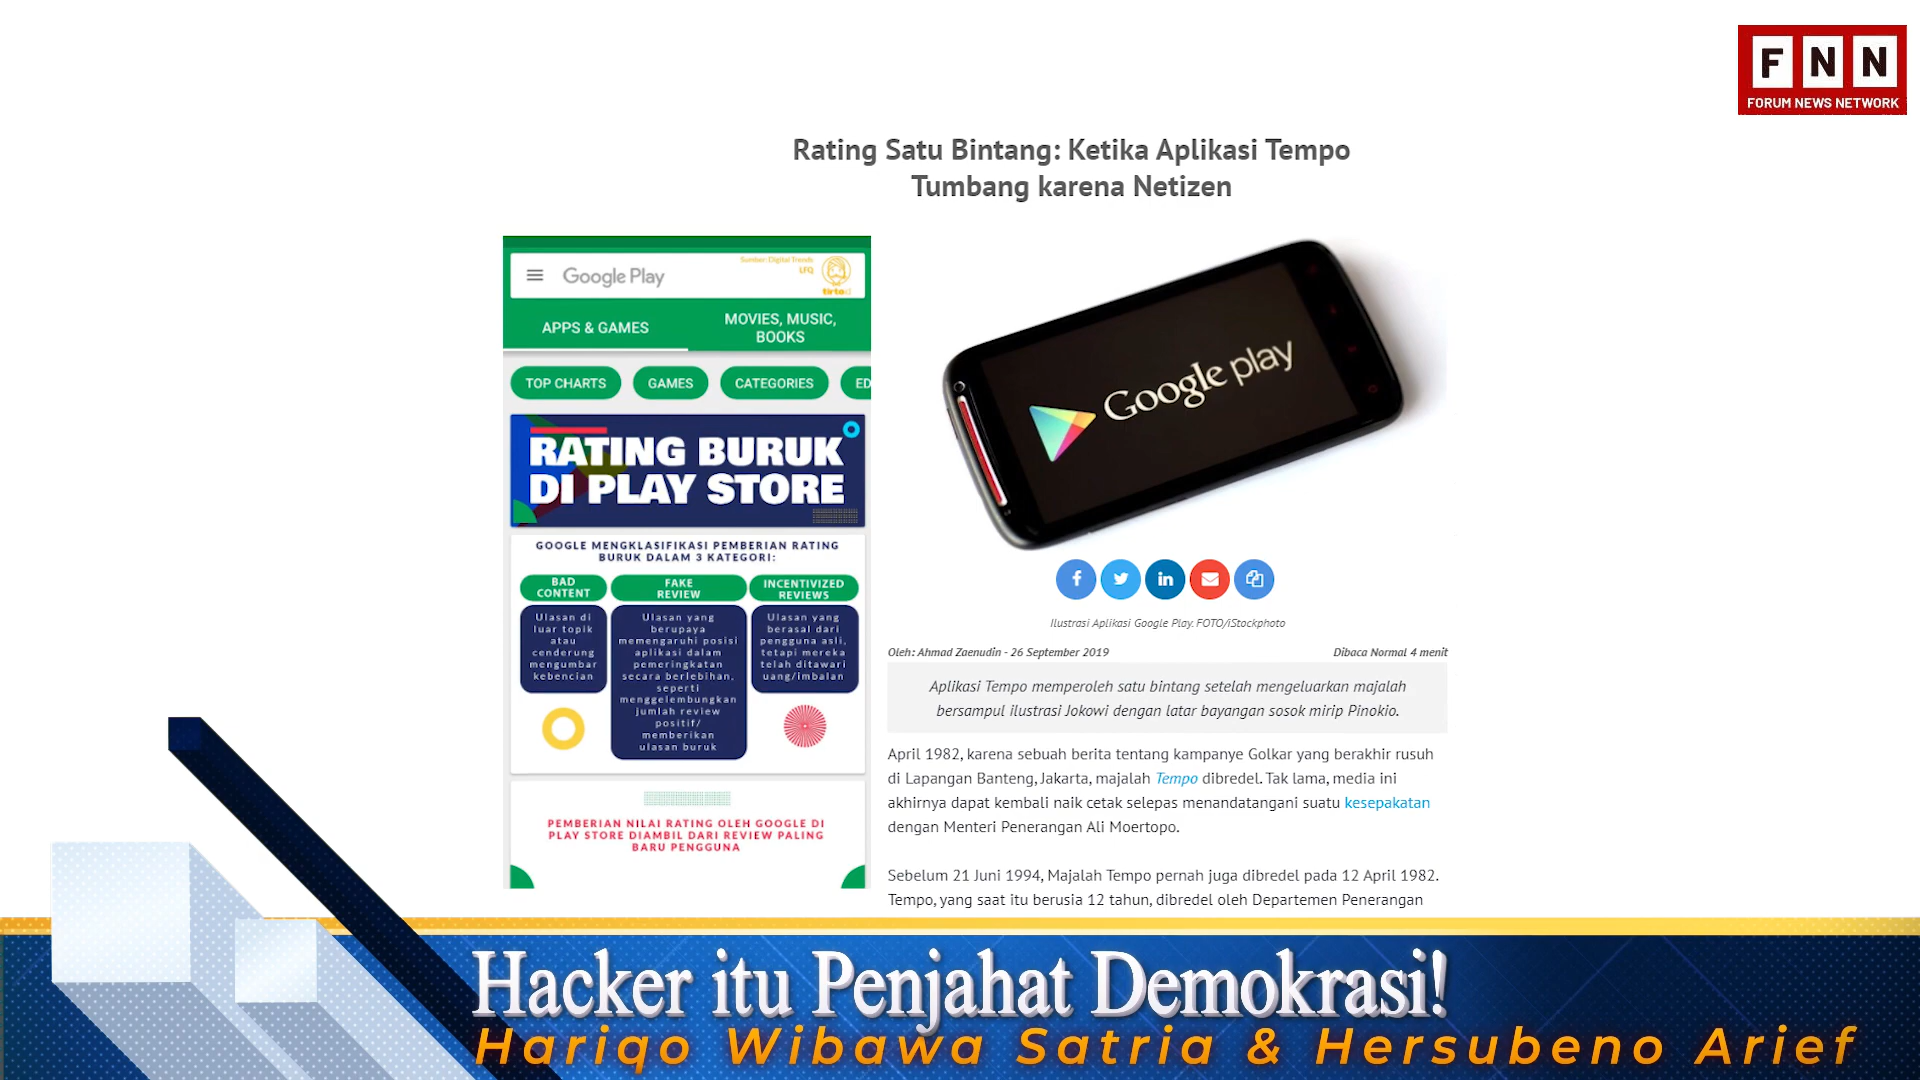 FNN
FORUM NEWS NETWORK
Rating Satu Bintang: Ketika Aplikasi Tempo
Tumbang karena Netizen
Google Play
Sumber: Digital Trends
LFQ
tirto.id
APPS & GAMES
MOVIES, MUSIC,
BOOKS
TOP CHARTS
GAMES
CATEGORIES
ED
RATING BURUK
DI PLAY STORE
GOOGLE MENGKLASIFIKASI PEMBERIAN RATING
BURUK DALAM 3 KATEGORI:
BAD
CONTENT
Ulasan di
luar topik
atau
cenderung
mengumbar
kebencian
FAKE
REVIEW
Ulasan yang
berupaya
memengaruhi posisi
aplikasi dalam
pemeringkatan
secara berlebihan,
seperti
menggelembungkan
jumlah review
positif/
memberikan
ulasan buruk
INCENTIVIZED
REVIEWS
Ulasan yang
berasal dari
pengguna asli,
tetapi mereka
telah ditawari
uang/imbalan
PEMBERIAN NILAI RATING OLEH GOOGLE DI
PLAY STORE DIAMBIL DARI REVIEW PALING
BARU PENGGUNA
Google play
Ilustrasi Aplikasi Google Play. FOTO/iStockphoto
Oleh: Ahmad Zaenudin - 26 September 2019
Dibaca Normal 4 menit
Aplikasi Tempo memperoleh satu bintang setelah mengeluarkan majalah
bersampul ilustrasi Jokowi dengan latar bayangan sosok mirip Pinokio.
April 1982, karena sebuah berita tentang kampanye Golkar yang berakhir rusuh
di Lapangan Banteng, Jakarta, majalah Tempo dibredel. Tak lama, media ini
akhirnya dapat kembali naik cetak selepas menandatangani suatu kesepakatan
dengan Menteri Penerangan Ali Moertopo.
Sebelum 21 Juni 1994, Majalah Tempo pernah juga dibredel pada 12 April 1982.
Tempo, yang saat itu berusia 12 tahun, dibredel oleh Departemen Penerangan
Hacker itu Penjahat Demokrasi!
Hariqo Wibawa Satria & Hersubeno Arief